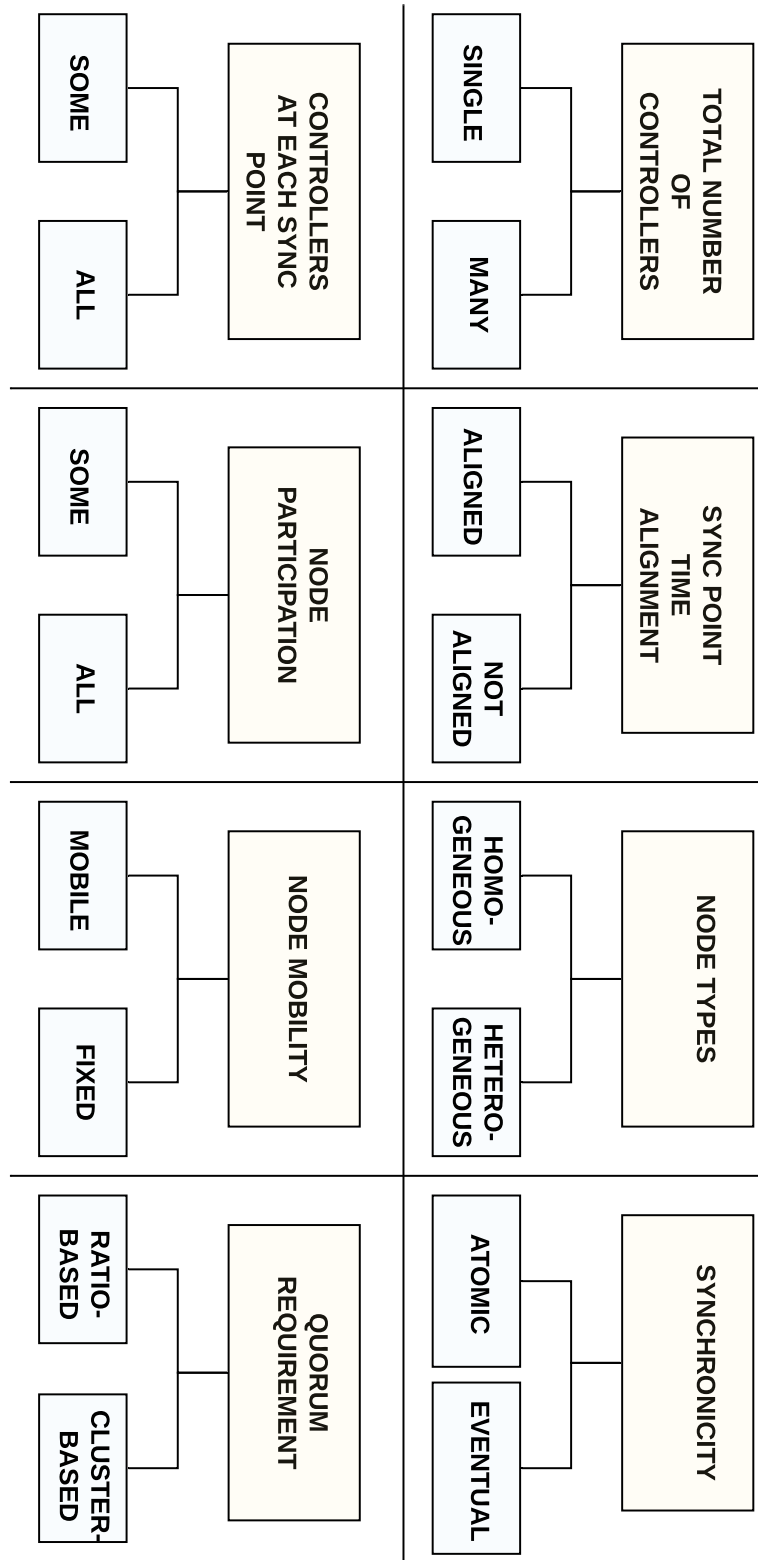 TOTAL NUMBER
OF
CONTROLLERS
SINGLE
MANY
SYNC POINT
TIME
ALIGNMENT
ALIGNED
NOT
ALIGNED
NODE TYPES
HOMO-
GENEOUS
HETERO-
GENEOUS
SYNCHRONICITY
ATOMIC
EVENTUAL
CONTROLLERS
AT EACH SYNC
POINT
SOME
ALL
NODE
PARTICIPATION
SOME
ALL
NODE MOBILITY
MOBILE
FIXED
QUORUM
REQUIREMENT
RATIO-
BASED
CLUSTER-
BASED